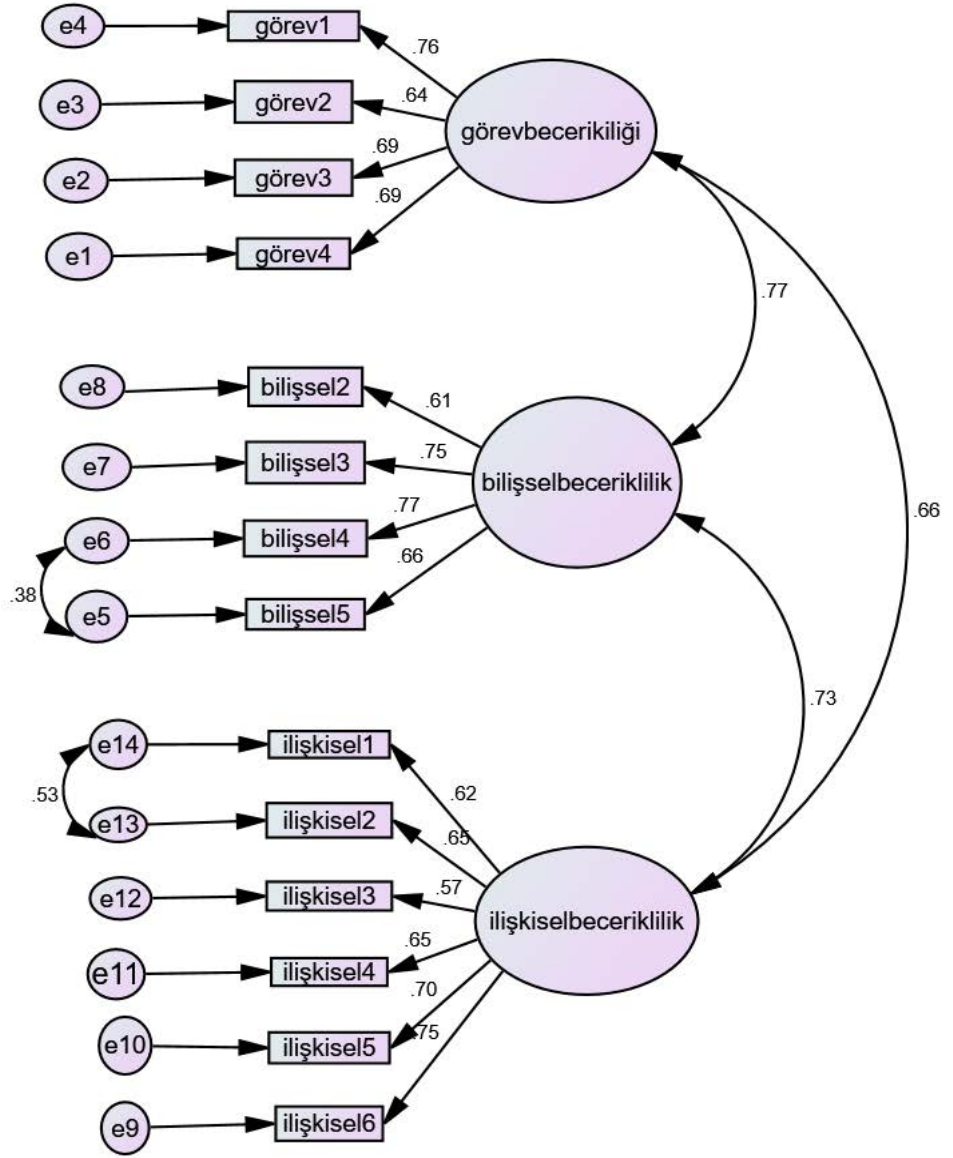 e4
görev1
.76
e3
görev2
.64
görevbecerikiliği
e2
görev3
.69
e1
görev4
.69
.77
e8
bilişsel2
.61
e7
bilişsel3
.75
bilişselbeceriklilik
e6
bilişsel4
.77
.66
.38
e5
bilişsel5
.66
.73
e14
ilişkisel1
.62
.53
e13
ilişkisel2
.65
e12
ilişkisel3
.57
ilişkiselbeceriklilik
e11
ilişkisel4
.65
e10
ilişkisel5
.70
.75
e9
ilişkisel6